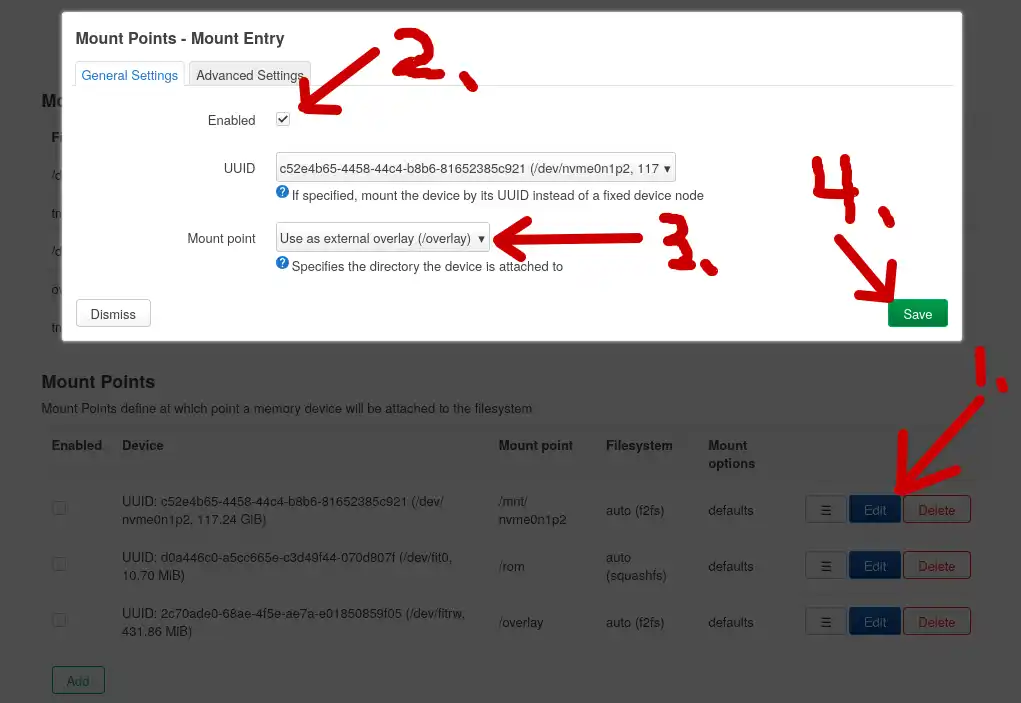 Mount Points - Mount Entry
General Settings
Advanced Settings
2.
Enabled
UUID
c52e4b65-4458-44c4-b8b6-81652385c921 (/dev/nvme0n1p2, 117
If specified, mount the device by its UUID instead of a fixed device node
4.
Mount point
Use as external overlay (/overlay)
3.
Specifies the directory the device is attached to
Dismiss
Save
1.
Mount Points
Mount Points define at which point a memory device will be attached to the filesystem
Enabled
Device
Mount point
Filesystem
Mount
options
UUID: c52e4b65-4458-44c4-b8b6-81652385c921 (/dev/
nvme0n1p2, 117.24 GiB)
/mnt/
nvme0n1p2
auto (f2fs)
defaults
☰
Edit
Delete
UUID: d0a446c0-a5cc665e-c3d49f44-070d807f (/dev/fit0,
10.70 MiB)
/rom
auto
(squashfs)
defaults
☰
Edit
Delete
UUID: 2c70ade0-68ae-4f5e-ae7a-e01850859f05 (/dev/fitrw,
431.86 MiB)
/overlay
auto (f2fs)
defaults
☰
Edit
Delete
Add